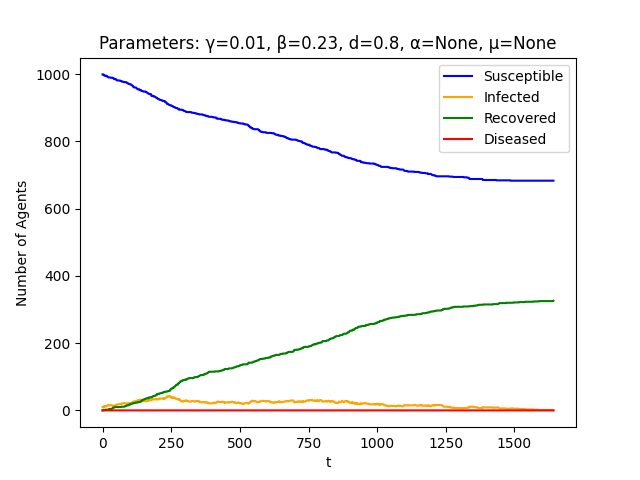 Parameters: γ=0.01, β=0.23, d=0.8, α=None, μ=None
Number of Agents
1000
800
600
400
200
0
Susceptible
Infected
Recovered
Diseased
0 250 500 750 1000 1250 1500
t